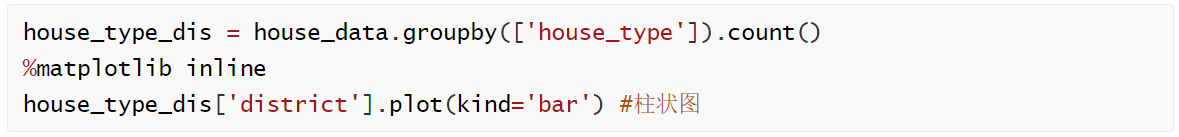 house_type_dis = house_data.groupby(['house_type']).count()
%matplotlib inline
house_type_dis['district'].plot(kind='bar') #柱状图